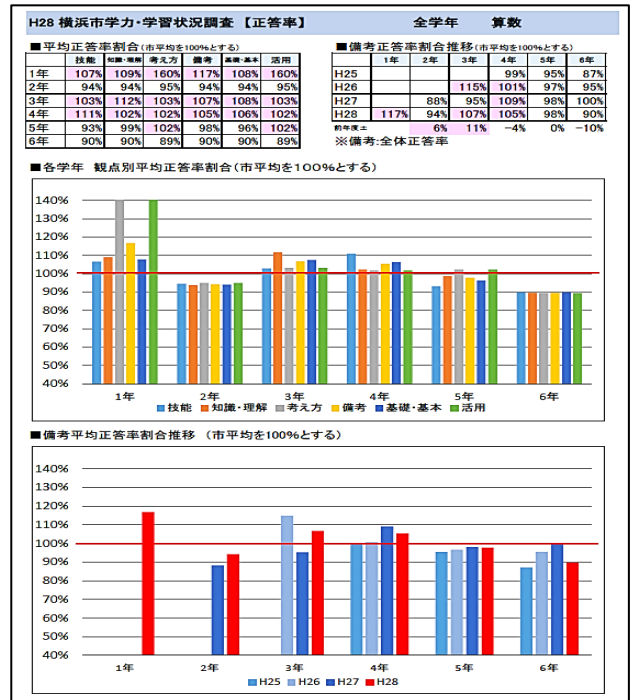 H28 横浜市学力・学習状況調査 【正答率】 全学年 算数
■平均正答率割合(市平均を100%とする)
技能 知識・理解 考え方 備考 基礎・基本 活用
1年 107% 109% 160% 117% 108% 160%
2年 94% 94% 95% 94% 94% 95%
3年 103% 112% 103% 107% 108% 103%
4年 111% 102% 102% 105% 106% 102%
5年 93% 99% 102% 98% 96% 102%
6年 90% 90% 89% 90% 90% 89%
■備考正答率割合推移(市平均を100%とする)
1年 2年 3年 4年 5年 6年
H25 99% 95% 87%
H26 115% 101% 97% 95%
H27 88% 95% 109% 98% 100%
H28 117% 94% 107% 105% 98% 90%
前年度± 6% 11% -4% 0% -10%
※備考:全体正答率
■各学年 観点別平均正答率割合(市平均を100%とする)
140%
130%
120%
110%
100%
90%
80%
70%
60%
50%
40%
1年 2年 3年 4年 5年 6年
■技能 ■知識・理解 ■考え方 ■備考 ■基礎・基本 ■活用
■備考平均正答率割合推移 (市平均を100%とする)
140%
130%
120%
110%
100%
90%
80%
70%
60%
50%
40%
1年 2年 3年 4年 5年 6年
■H25 ■H26 ■H27 ■H28